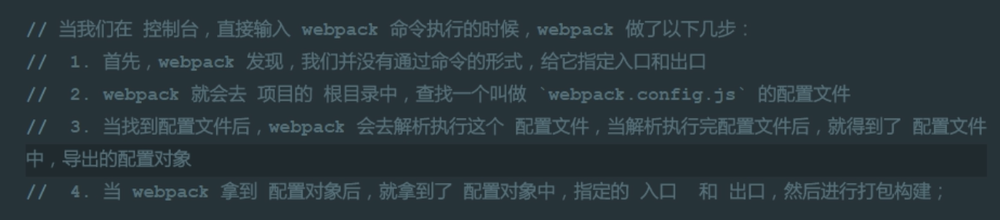 // 当我们在 控制台，直接输入 webpack 命令执行的时候，webpack 做了以下几步：
//  1. 首先，webpack 发现，我们并没有通过命令的形式，给它指定入口和出口
//  2. webpack 就会去 项目的 根目录中，查找一个叫做 `webpack.config.js` 的配置文件
//  3. 当找到配置文件后，webpack 会去解析执行这个 配置文件，当解析执行完配置文件后，就得到了 配置文件
中，导出的配置对象
//  4. 当 webpack 拿到 配置对象后，就拿到了 配置对象中，指定的 入口  和 出口，然后进行打包构建；